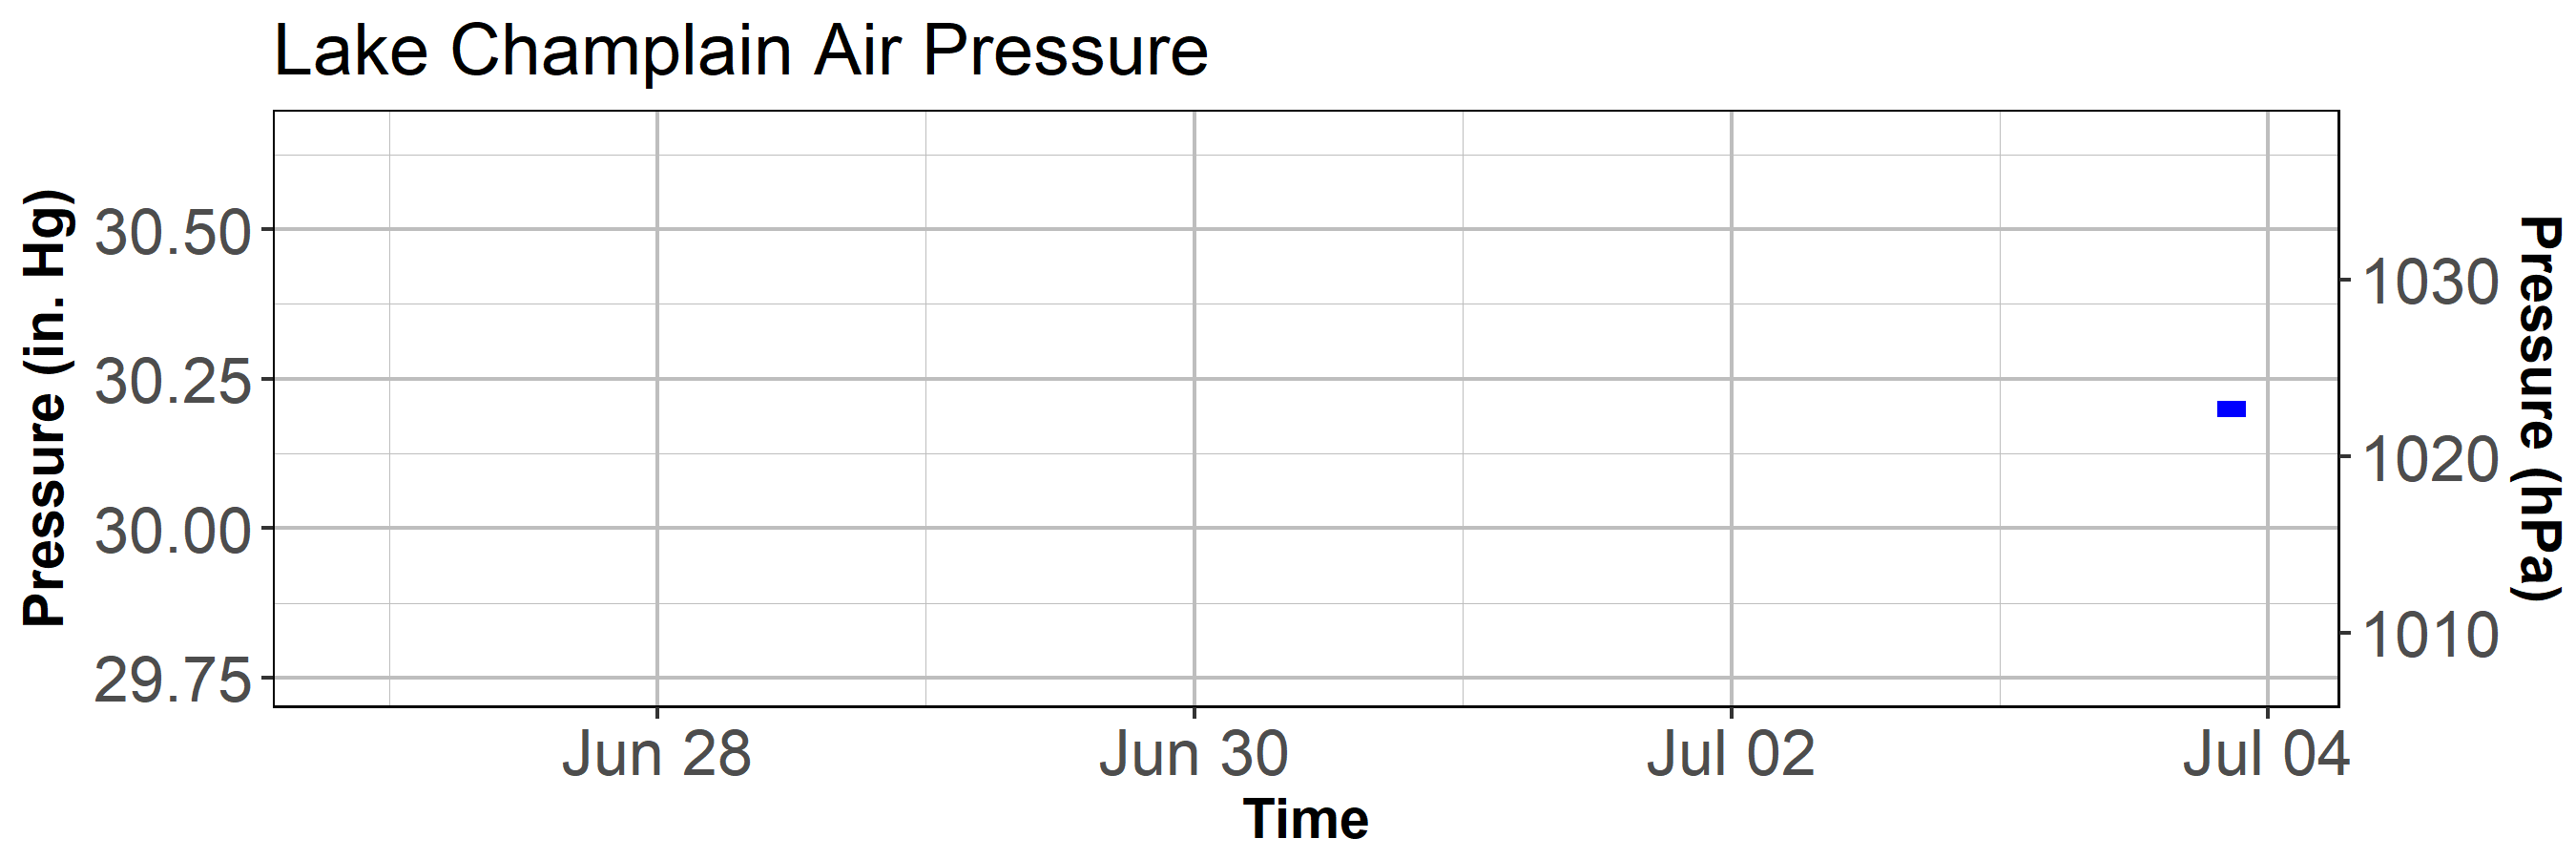 Lake Champlain Air Pressure
Pressure (in. Hg)
30.50
30.25
30.00
29.75
1030
1020
1010
Pressure (hPa)
Jun 28 Jun 30 Jul 02 Jul 04
Time